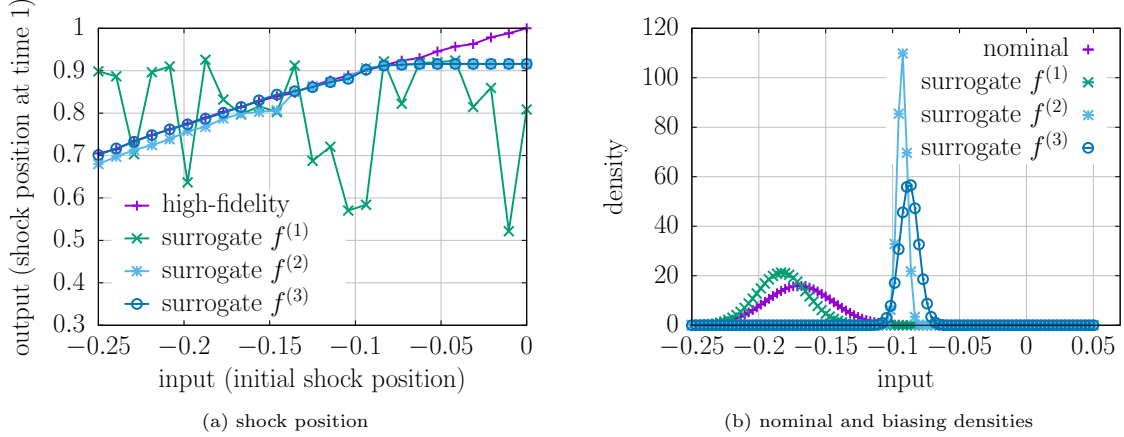 output (shock position at time 1)
1
0.9
0.8
0.7
0.6
0.5
0.4
0.3
high-fidelity
surrogate f⁽¹⁾
surrogate f⁽²⁾
surrogate f⁽³⁾
−0.25 −0.2 −0.15 −0.1 −0.05 0
input (initial shock position)
(a) shock position
density
120
100
80
60
40
20
0
nominal
surrogate f⁽¹⁾
surrogate f⁽²⁾
surrogate f⁽³⁾
−0.25 −0.2 −0.15 −0.1 −0.05 0 0.05
input
(b) nominal and biasing densities